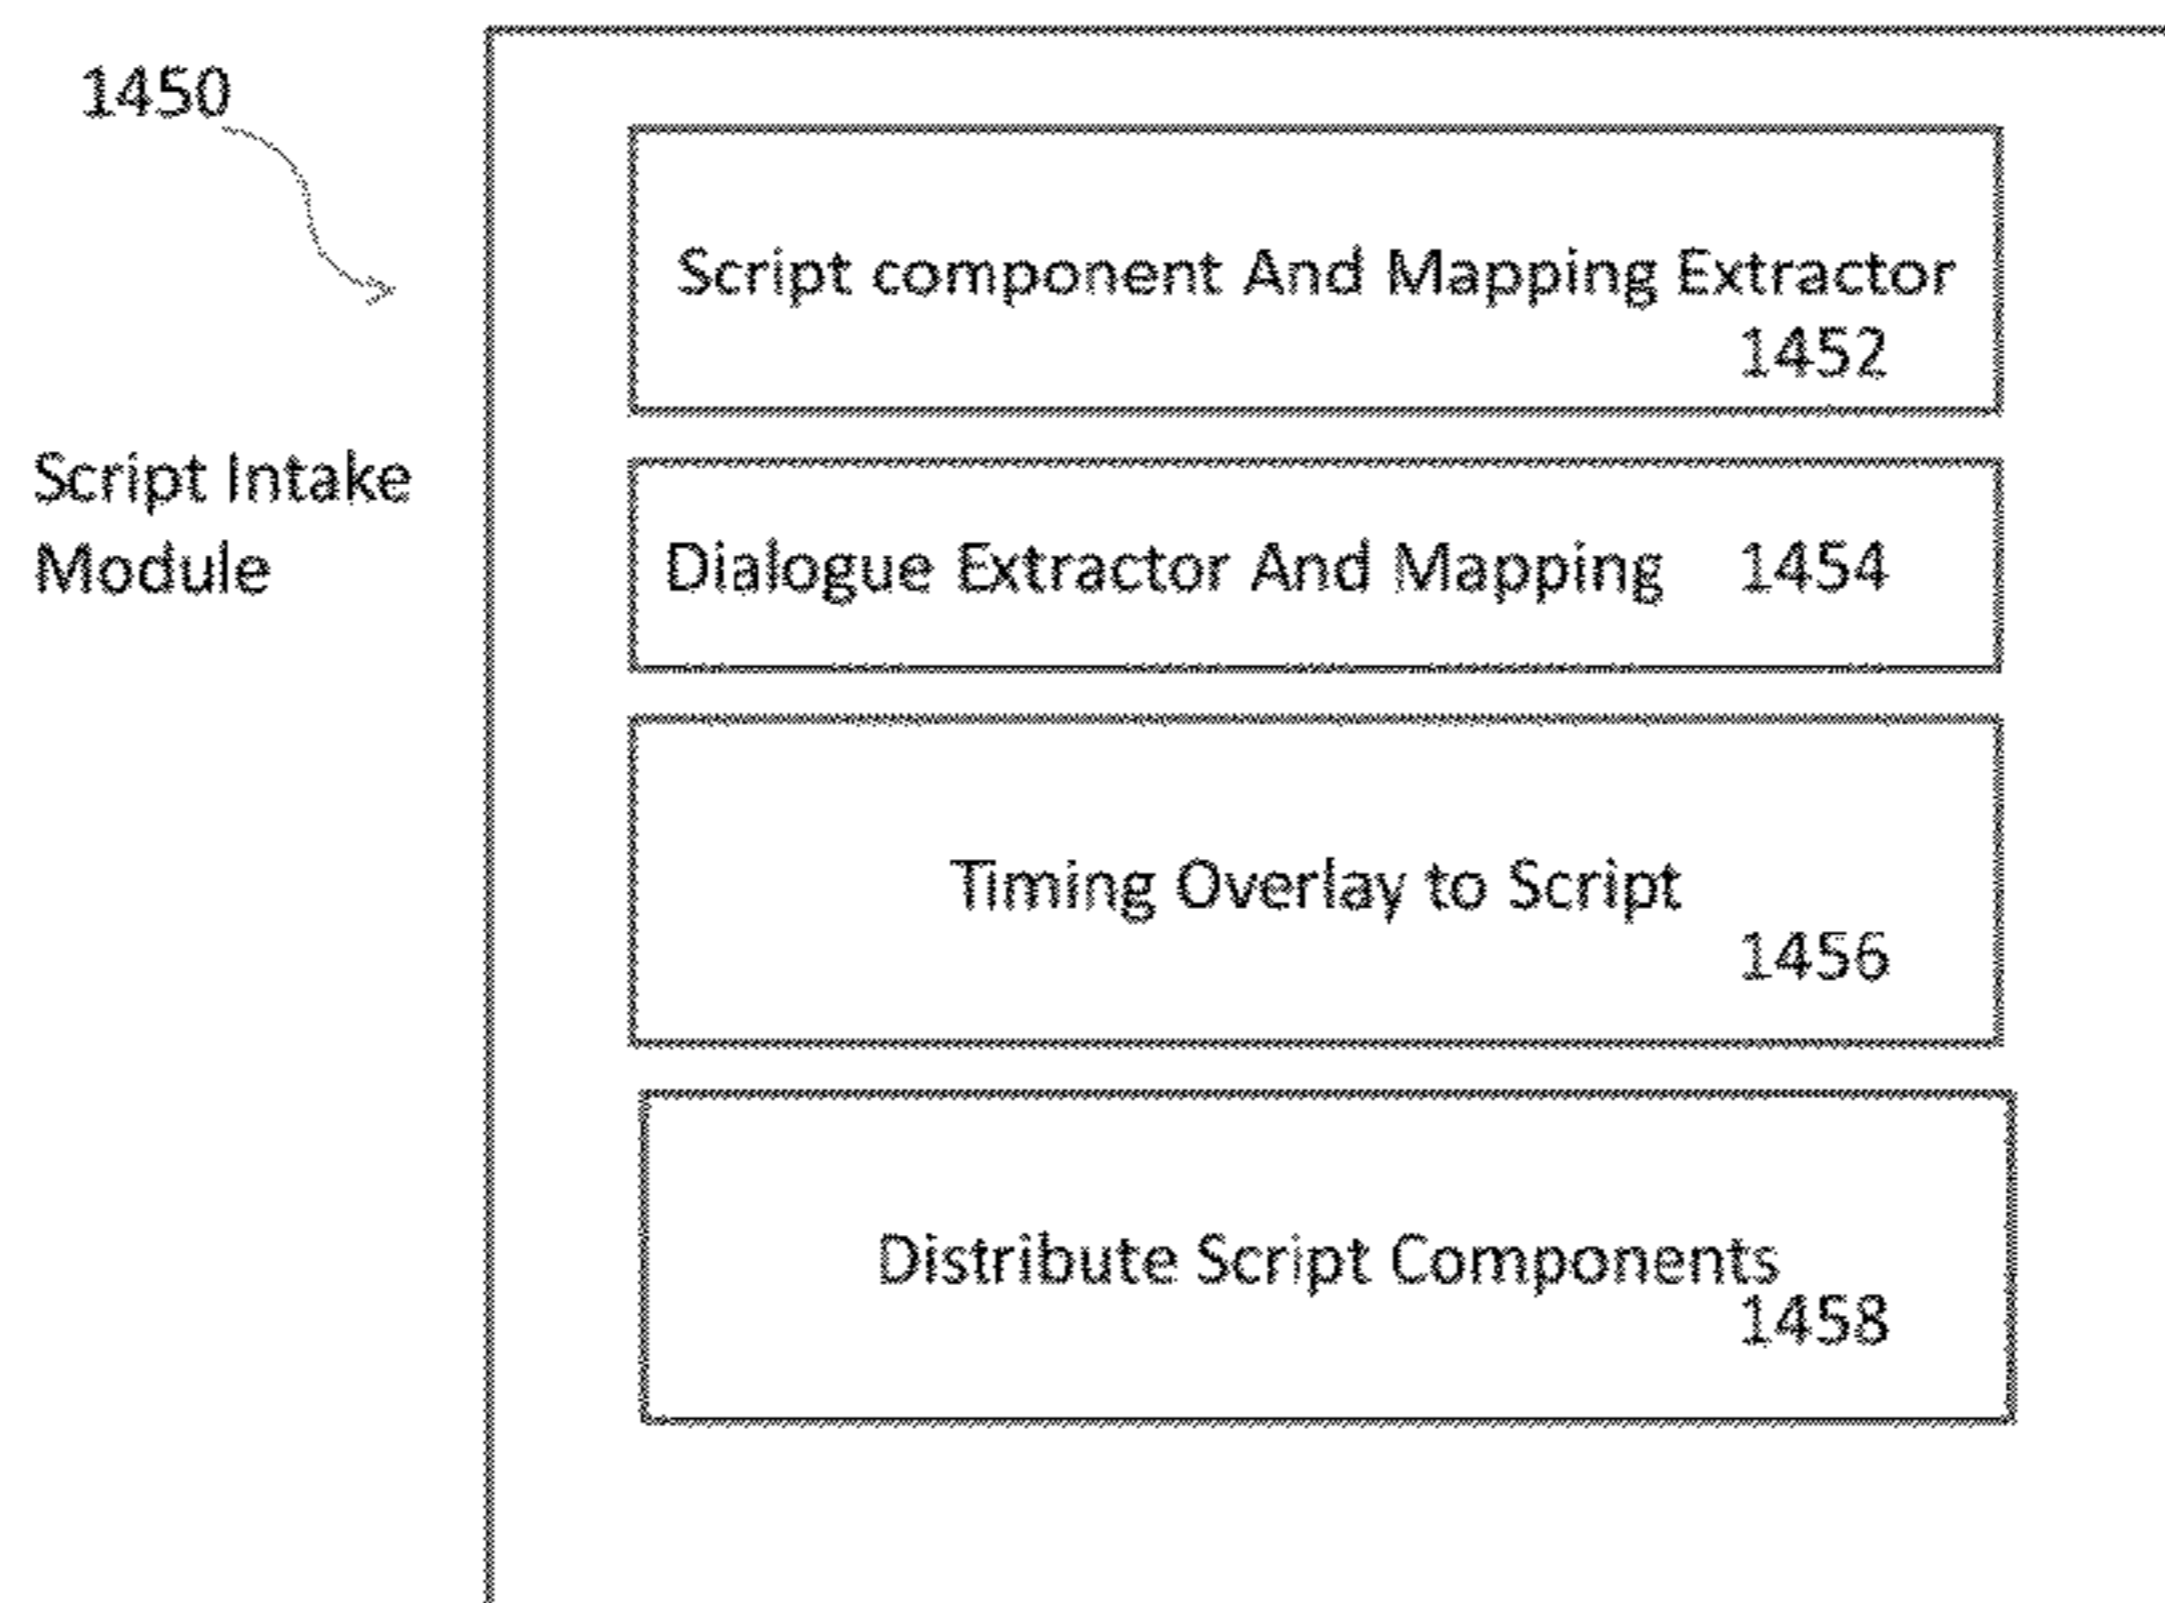 1450
Script component And Mapping Extractor
1452
Script Intake
Module
Dialogue Extractor And Mapping 1454
Timing Overlay to Script
1456
Distribute Script Components
1458